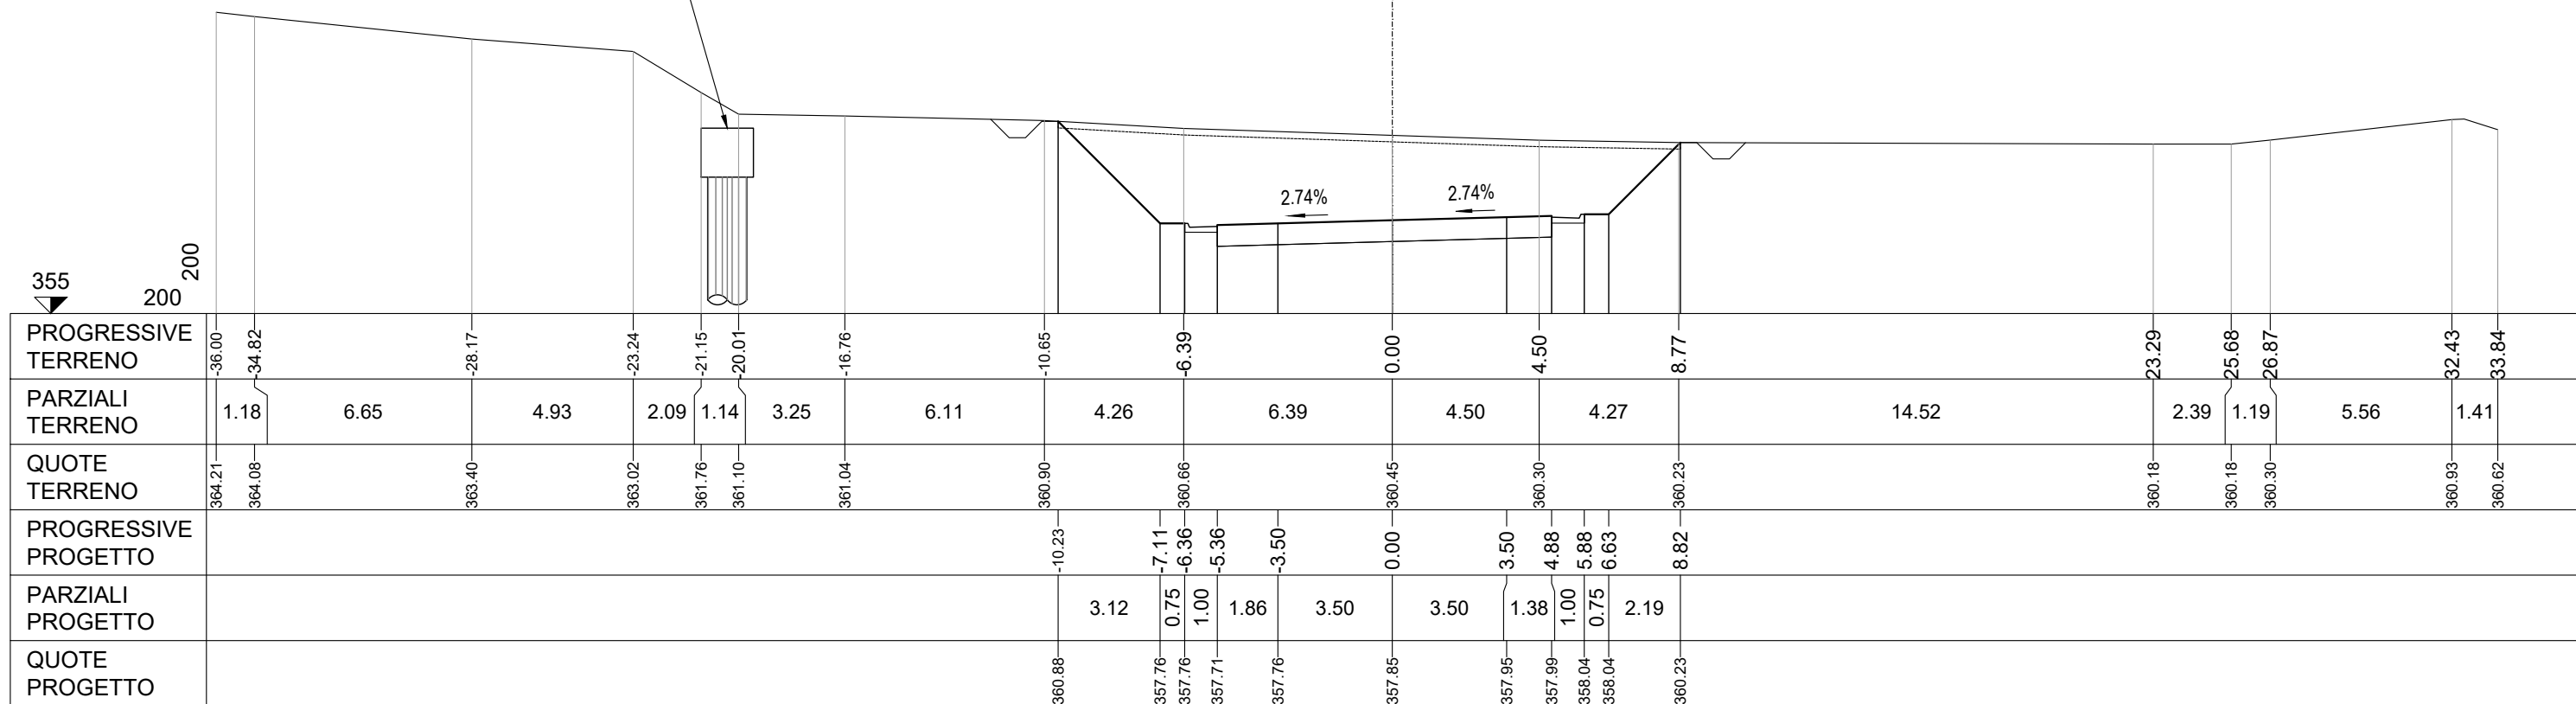 2.74%
2.74%
200
355
200
PROGRESSIVE
TERRENO
-36.00 -34.82 -28.17 -23.24 -21.15 -20.01 -16.76 -10.65 -6.39 0.00 4.50 8.77 23.29 25.68 26.87 32.43 33.84
PARZIALI
TERRENO
1.18 6.65 4.93 2.09 1.14 3.25 6.11 4.26 6.39 4.50 4.27 14.52 2.39 1.19 5.56 1.41
QUOTE
TERRENO
364.21 364.08 363.40 363.02 361.76 361.10 361.04 360.90 360.66 360.45 360.30 360.23 360.18 360.18 360.30 360.93 360.62
PROGRESSIVE
PROGETTO
-10.23 -7.11 -6.36 -5.36 -3.50 0.00 3.50 4.88 5.88 6.63 8.82
PARZIALI
PROGETTO
3.12 0.75 1.00 1.86 3.50 3.50 1.38 1.00 0.75 2.19
QUOTE
PROGETTO
360.88 357.76 357.76 357.71 357.76 357.85 357.95 357.99 358.04 358.04 360.23